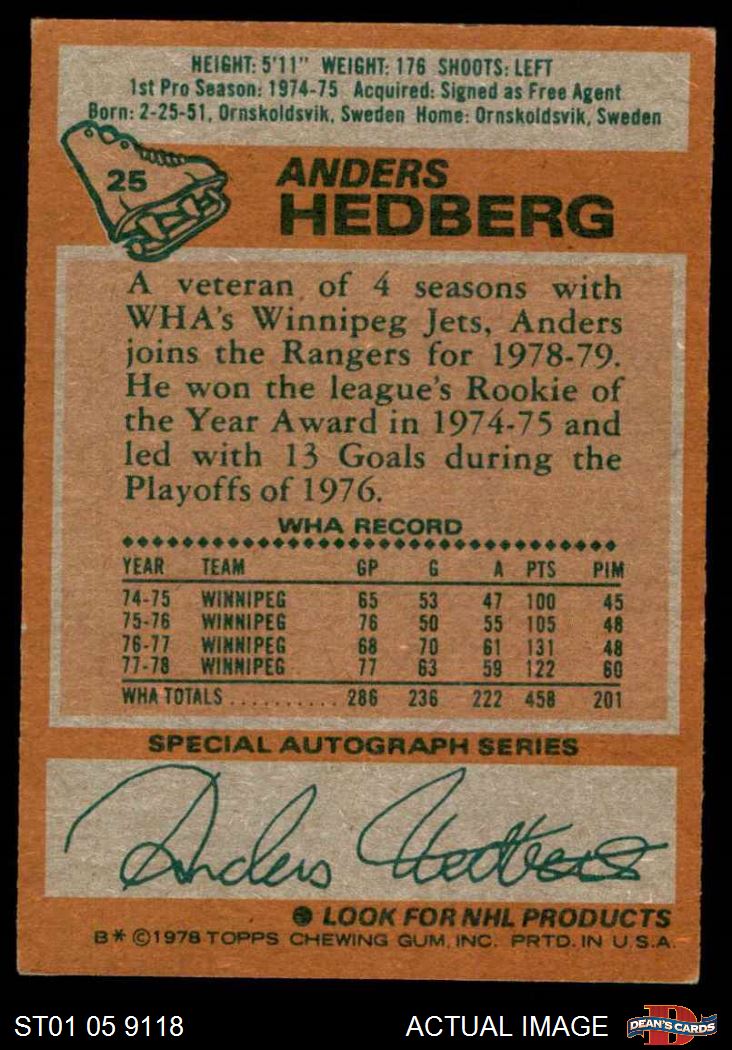 HEIGHT: 5'11" WEIGHT: 176 SHOOTS: LEFT
1st Pro Season: 1974-75 Acquired: Signed as Free Agent
Born: 2-25-51, Ornskoldsvik, Sweden Home: Ornskoldsvik, Sweden
25
ANDERS
HEDBERG
A veteran of 4 seasons with
WHA's Winnipeg Jets, Anders
joins the Rangers for 1978-79.
He won the league's Rookie of
the Year Award in 1974-75 and
led with 13 Goals during the
Playoffs of 1976.
WHA RECORD
YEAR TEAM GP G A PTS PIM
74-75 WINNIPEG 65 53 47 100 45
75-76 WINNIPEG 76 50 55 105 48
76-77 WINNIPEG 68 70 61 131 48
77-78 WINNIPEG 77 63 59 122 60
WHA TOTALS .......... 286 236 222 458 201
SPECIAL AUTOGRAPH SERIES
Anders Hedberg
LOOK FOR NHL PRODUCTS
B* ©1978 TOPPS CHEWING GUM, INC. PRTD. IN U.S.A.
ST01 05 9118 ACTUAL IMAGE DEAN'S CARDS